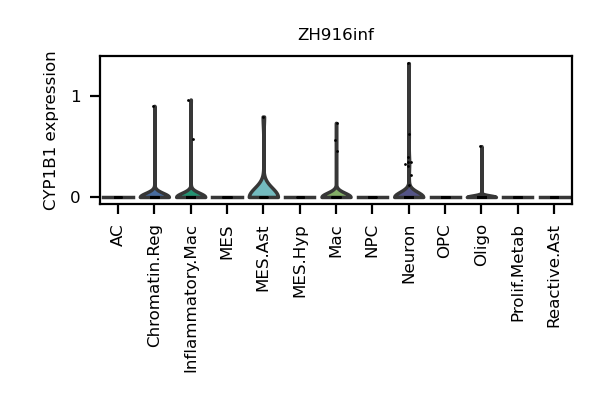 ZH916inf
CYP1B1 expression
1
0
AC
Chromatin.Reg
Inflammatory.Mac
MES
MES.Ast
MES.Hyp
Mac
NPC
Neuron
OPC
Oligo
Prolif.Metab
Reactive.Ast